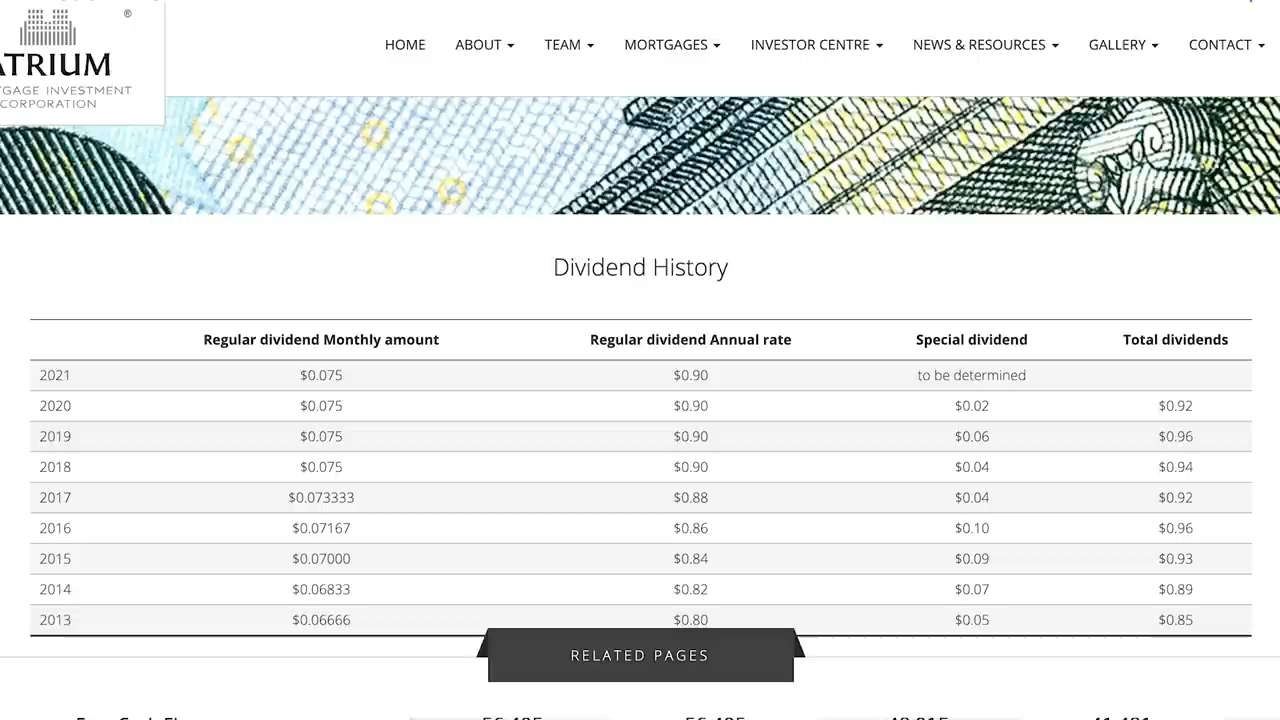 ®
ATRIUM
MORTGAGE INVESTMENT
CORPORATION
HOME ABOUT TEAM MORTGAGES INVESTOR CENTRE NEWS & RESOURCES GALLERY CONTACT
Dividend History
Regular dividend Monthly amount Regular dividend Annual rate Special dividend Total dividends
2021 $0.075 $0.90 to be determined
2020 $0.075 $0.90 $0.02 $0.92
2019 $0.075 $0.90 $0.06 $0.96
2018 $0.075 $0.90 $0.04 $0.94
2017 $0.073333 $0.88 $0.04 $0.92
2016 $0.07167 $0.86 $0.10 $0.96
2015 $0.07000 $0.84 $0.09 $0.93
2014 $0.06833 $0.82 $0.07 $0.89
2013 $0.06666 $0.80 $0.05 $0.85
RELATED PAGES